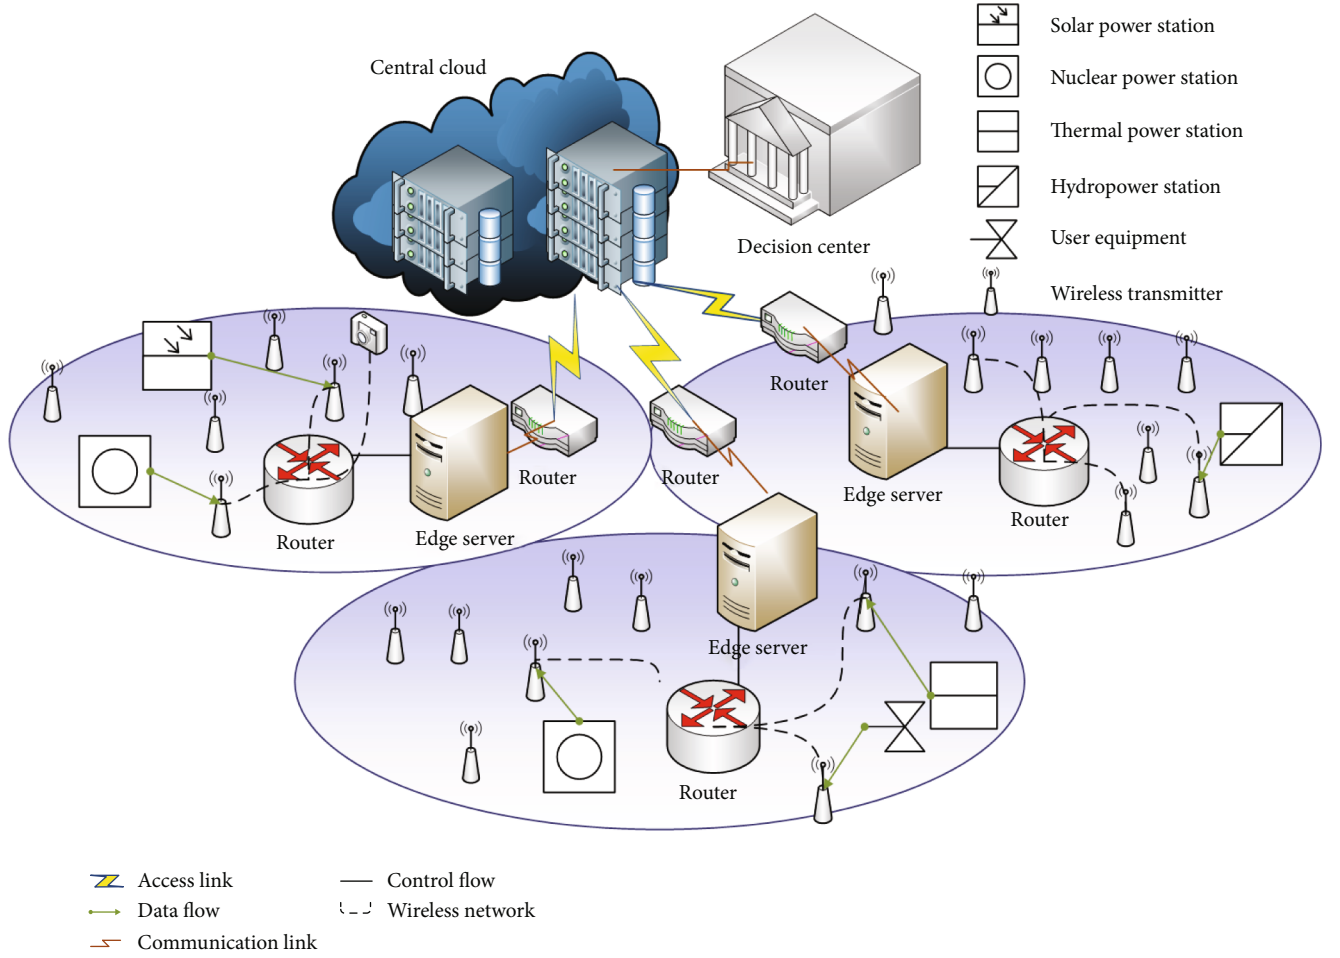 Central cloud
Solar power station
Nuclear power station
Thermal power station
Hydropower station
Decision center
User equipment
Wireless transmitter
Router
Router
Router
Edge server
Router
Router
Edge server
Edge server
Router
Access link
Control flow
Data flow
Wireless network
Communication link